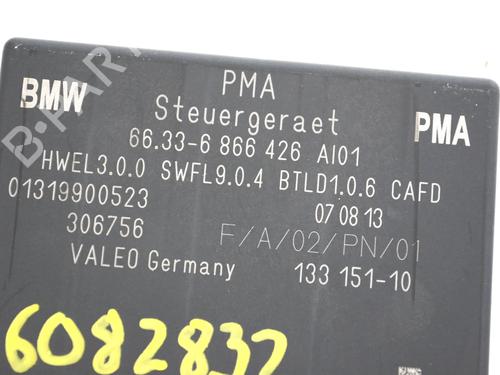 PMA
BMW
Steuergeraet
PMA
66.33-6 866 426 AI01
HWEL3.0.0 SWFL9.0.4 BTLD1.0.6 CAFD
01319900523
07 08 13
306756
F/A/02/PN/01
VALEO Germany
133 151-10
6082832